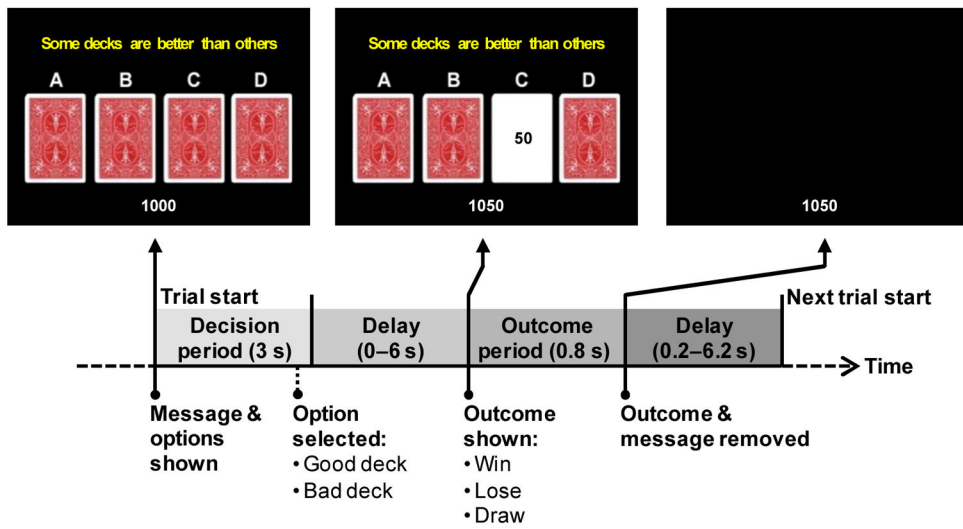 Some decks are better than others
A B C D
1000
Some decks are better than others
A B C D
50
1050
1050
Trial start
Next trial start
Decision
period (3 s)
Delay
(0–6 s)
Outcome
period (0.8 s)
Delay
(0.2–6.2 s)
Time
Message &
options
shown
Option
selected:
• Good deck
• Bad deck
Outcome
shown:
• Win
• Lose
• Draw
Outcome &
message removed